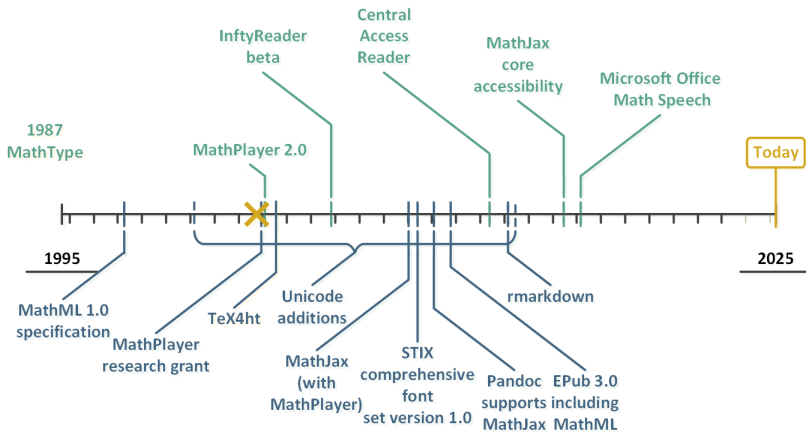 Central
Access
Reader
InftyReader
beta
MathJax
core
accessibility
Microsoft Office
Math Speech
1987
MathType
MathPlayer 2.0
Today
1995
2025
MathML 1.0
specification
MathPlayer
research grant
TeX4ht
Unicode
additions
MathJax
(with
MathPlayer)
STIX
comprehensive
font
set version 1.0
Pandoc
supports
MathJax
EPub 3.0
including
MathML
rmarkdown